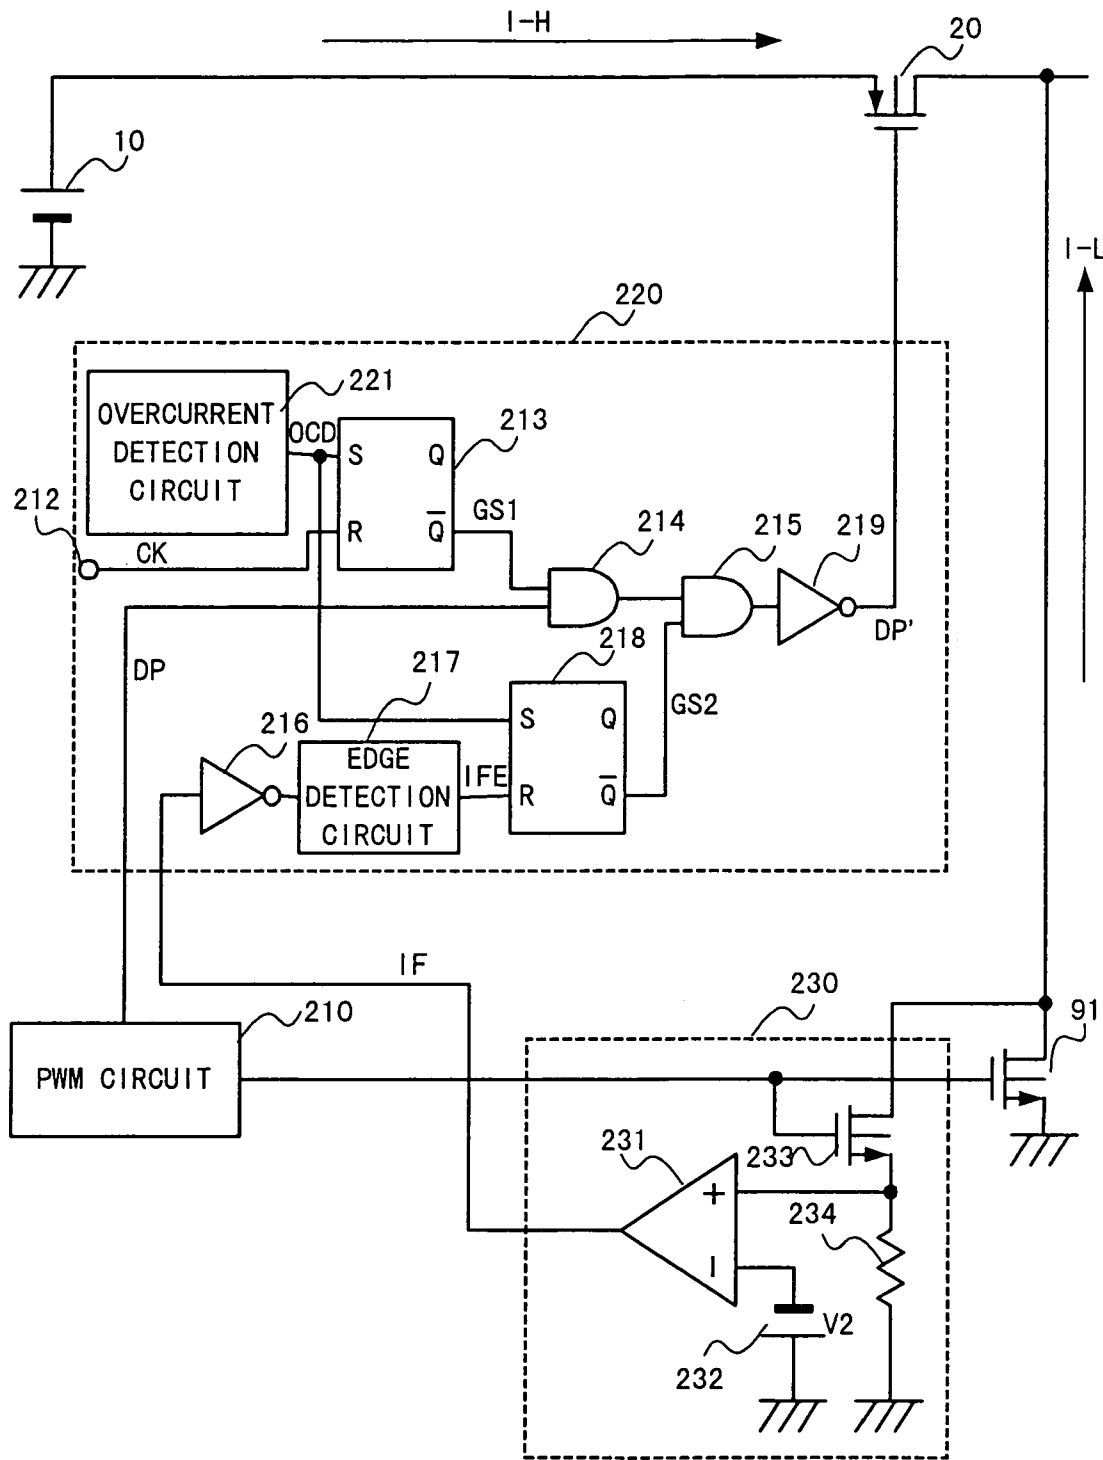 I-H
20
10
I-L
220
221
OVERCURRENT
DETECTION
CIRCUIT
OCD
S
Q
213
212
CK
R
Q̅
GS1
214
215
219
DP
DP'
218
217
GS2
216
S
Q
EDGE
DETECTION
CIRCUIT
IFE
R
Q̅
IF
230
210
91
PWM CIRCUIT
231
233
+
234
−
V2
232